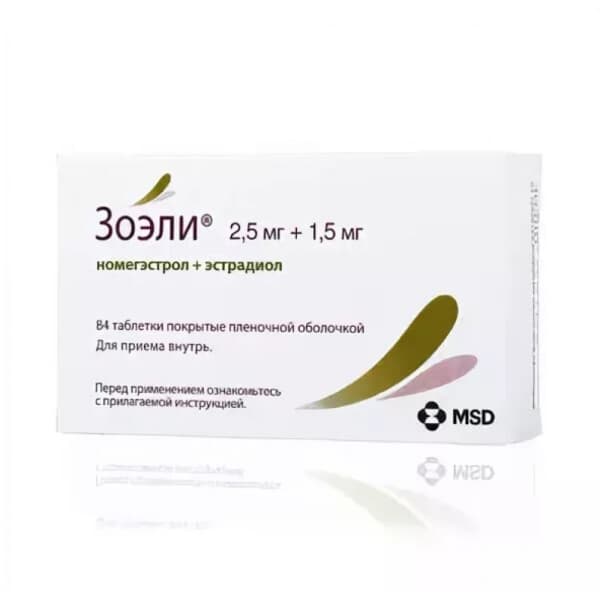 Зоэли® 2,5 мг + 1,5 мг
номегэстрол + эстрадиол
84 таблетки покрытые пленочной оболочкой
Для приема внутрь.
Перед применением ознакомьтесь
с прилагаемой инструкцией.
MSD